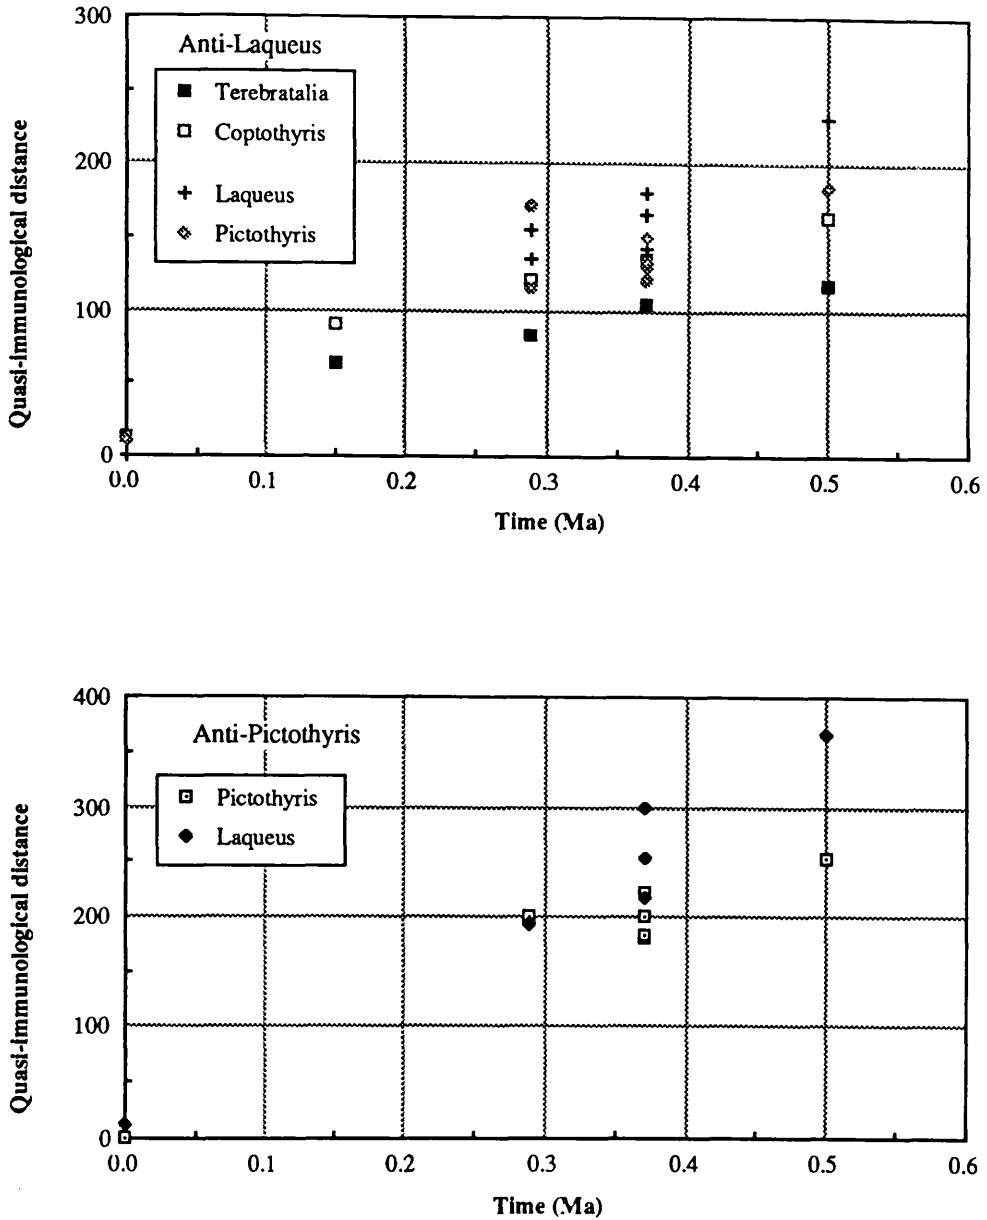 300
Anti-Laqueus
Terebratalia
Coptothyris
Laqueus
Pictothyris
200
100
0
Quasi-immunological distance
0.0 0.1 0.2 0.3 0.4 0.5 0.6
Time (Ma)
400
Anti-Pictothyris
Pictothyris
Laqueus
300
200
100
0
Quasi-immunological distance
0.0 0.1 0.2 0.3 0.4 0.5 0.6
Time (Ma)